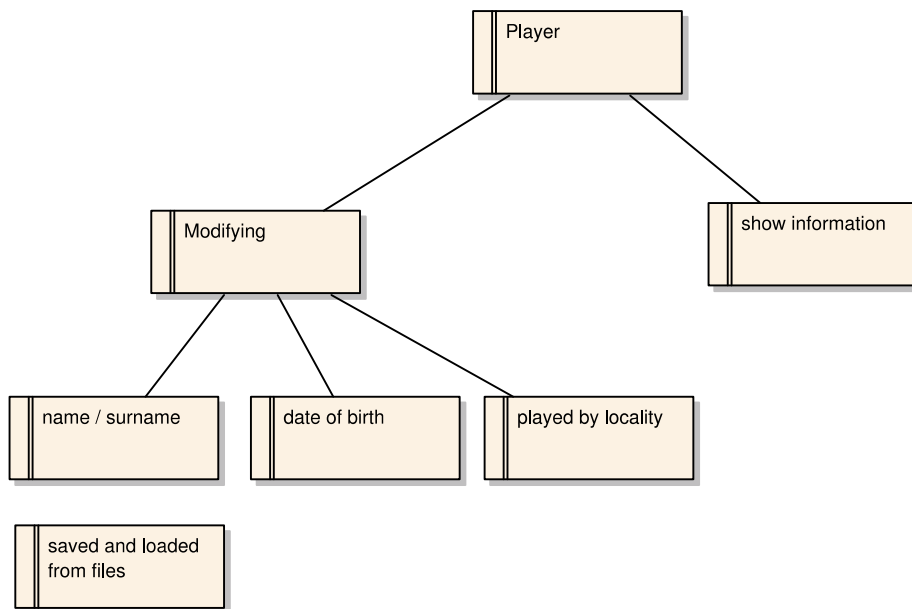 Player
Modifying
show information
name / surname
date of birth
played by locality
saved and loaded
from files